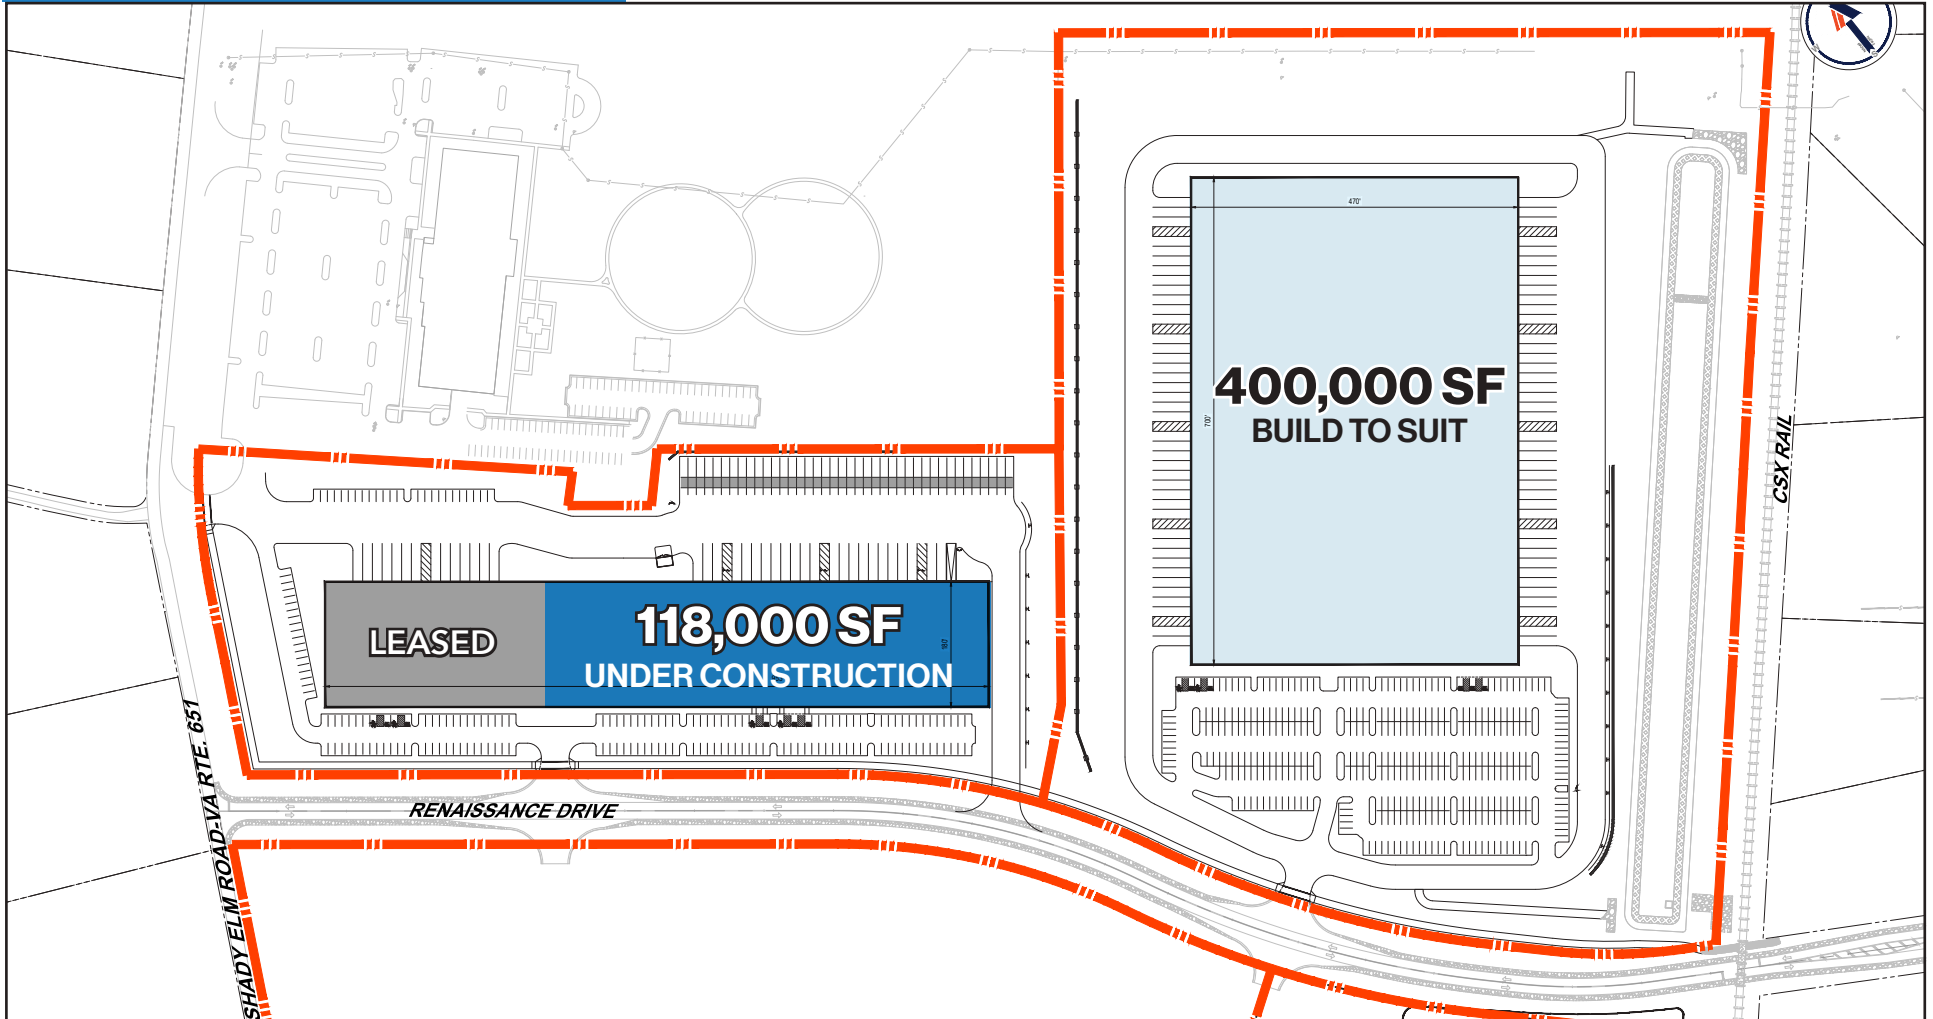 470'
700'
400,000 SF
BUILD TO SUIT
CSX RAIL
LEASED
118,000 SF
UNDER CONSTRUCTION
180'
RENAISSANCE DRIVE
SHADY ELM ROAD-VA RTE. 651